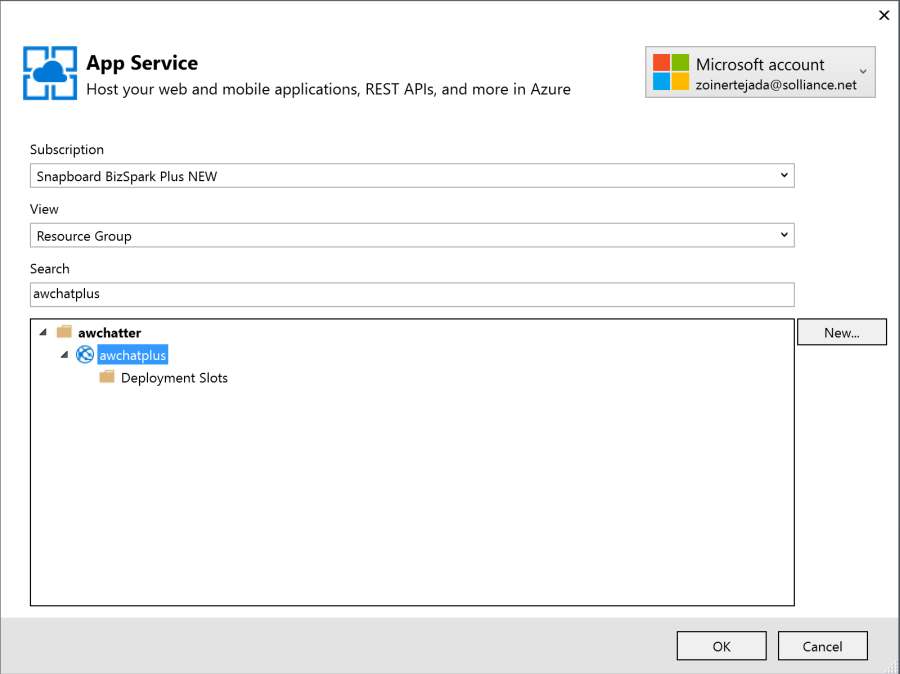 App Service
Host your web and mobile applications, REST APIs, and more in Azure
Microsoft account
zoinertejada@solliance.net
Subscription
Snapboard BizSpark Plus NEW
View
Resource Group
Search
awchatplus
awchatter
New...
awchatplus
Deployment Slots
OK
Cancel